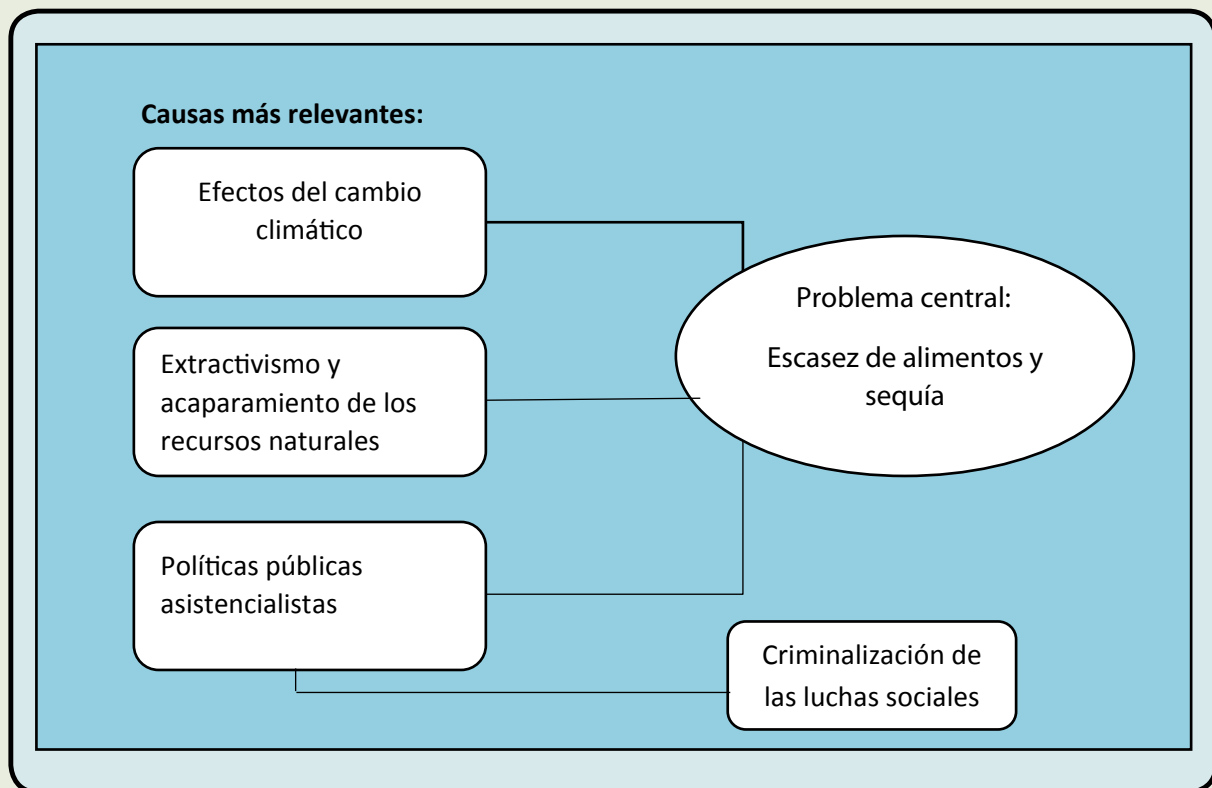 Causas más relevantes:
Efectos del cambio
climático
Extractivismo y
acaparamiento de los
recursos naturales
Políticas públicas
asistencialistas
Problema central:
Escasez de alimentos y
sequía
Criminalización de
las luchas sociales